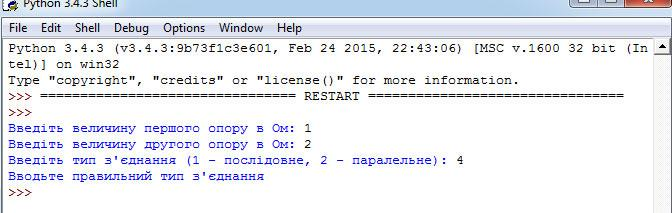 Python 3.4.3 Shell
File Edit Shell Debug Options Window Help
Python 3.4.3 (v3.4.3:9b73f1c3e601, Feb 24 2015, 22:43:06) [MSC v.1600 32 bit (In
tel)] on win32
Type "copyright", "credits" or "license()" for more information.
>>> ================================ RESTART ================================
>>>
Введіть величину першого опору в Ом: 1
Введіть величину другого опору в Ом: 2
Введіть тип з'єднання (1 - послідовне, 2 - паралельне): 4
Вводьте правильний тип з'єднання
>>>